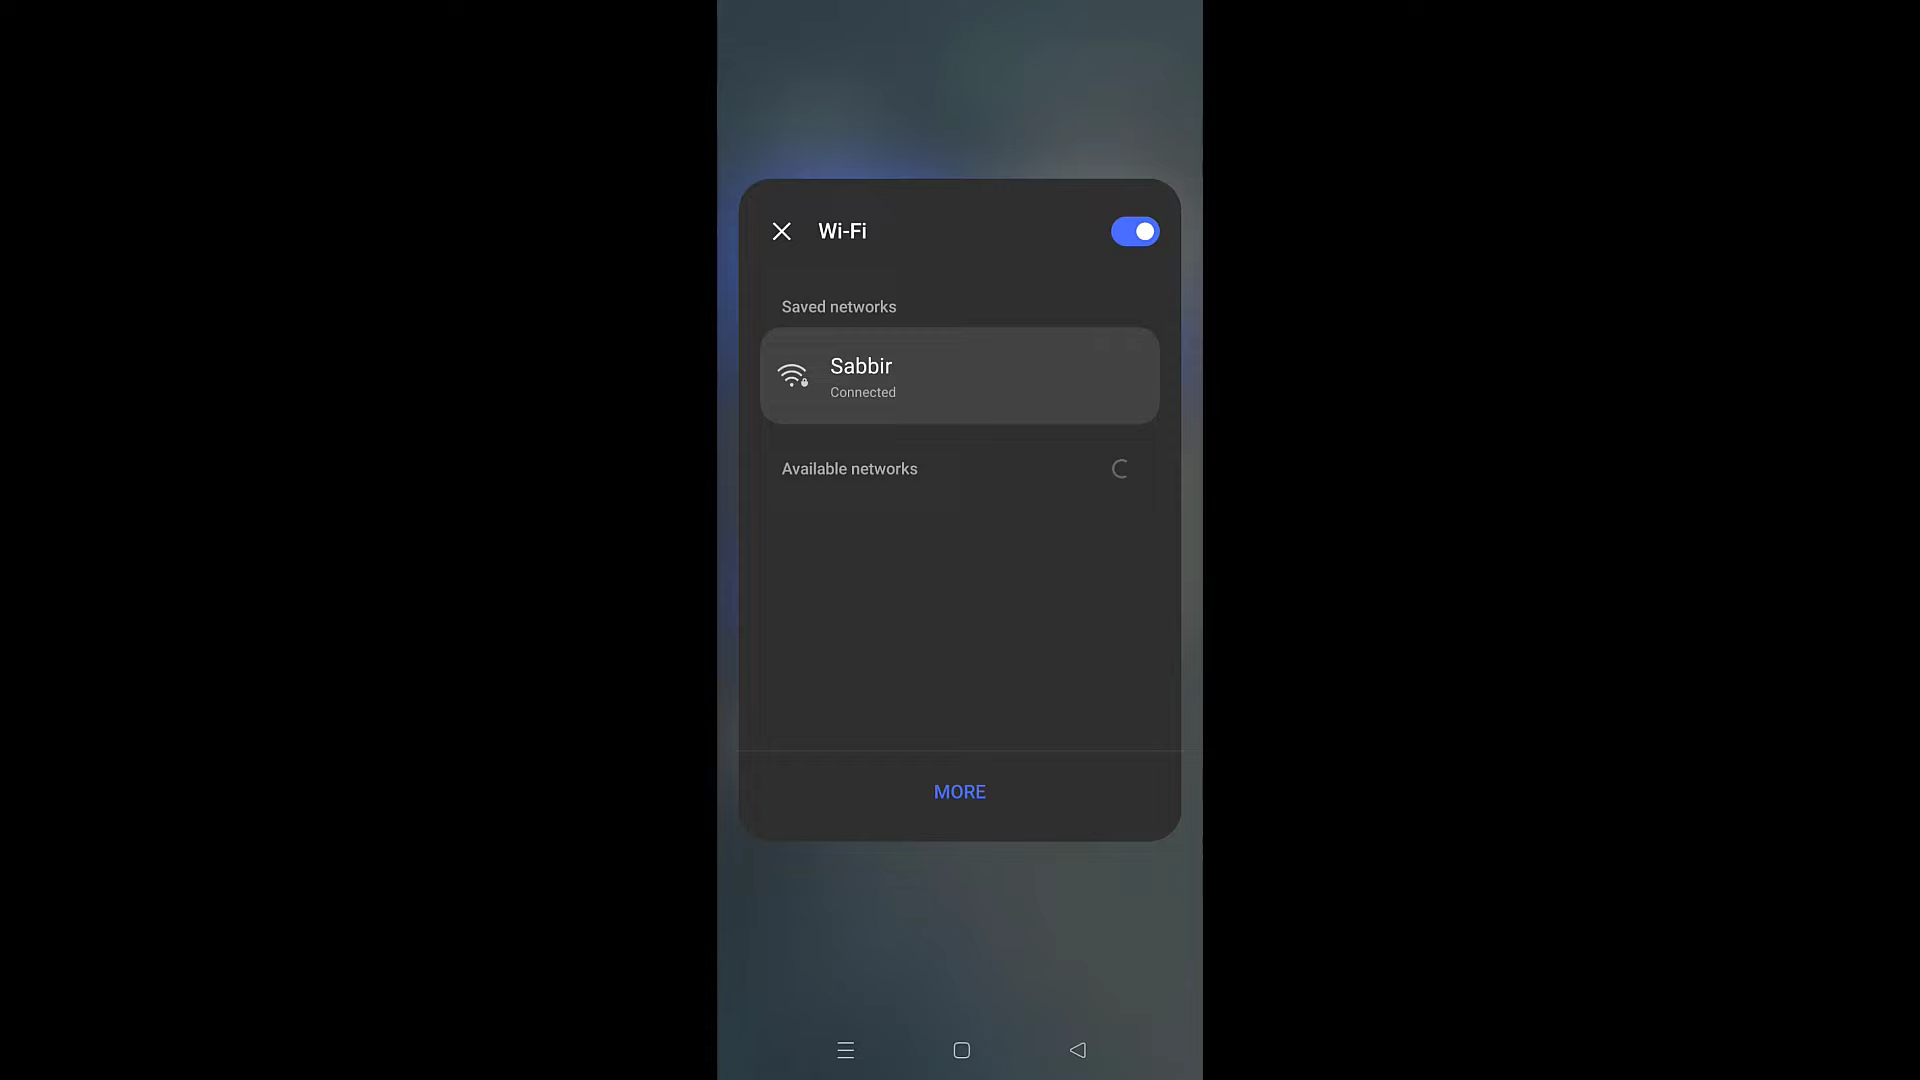 Wi-Fi
Saved networks
Sabbir
Connected
Available networks
MORE